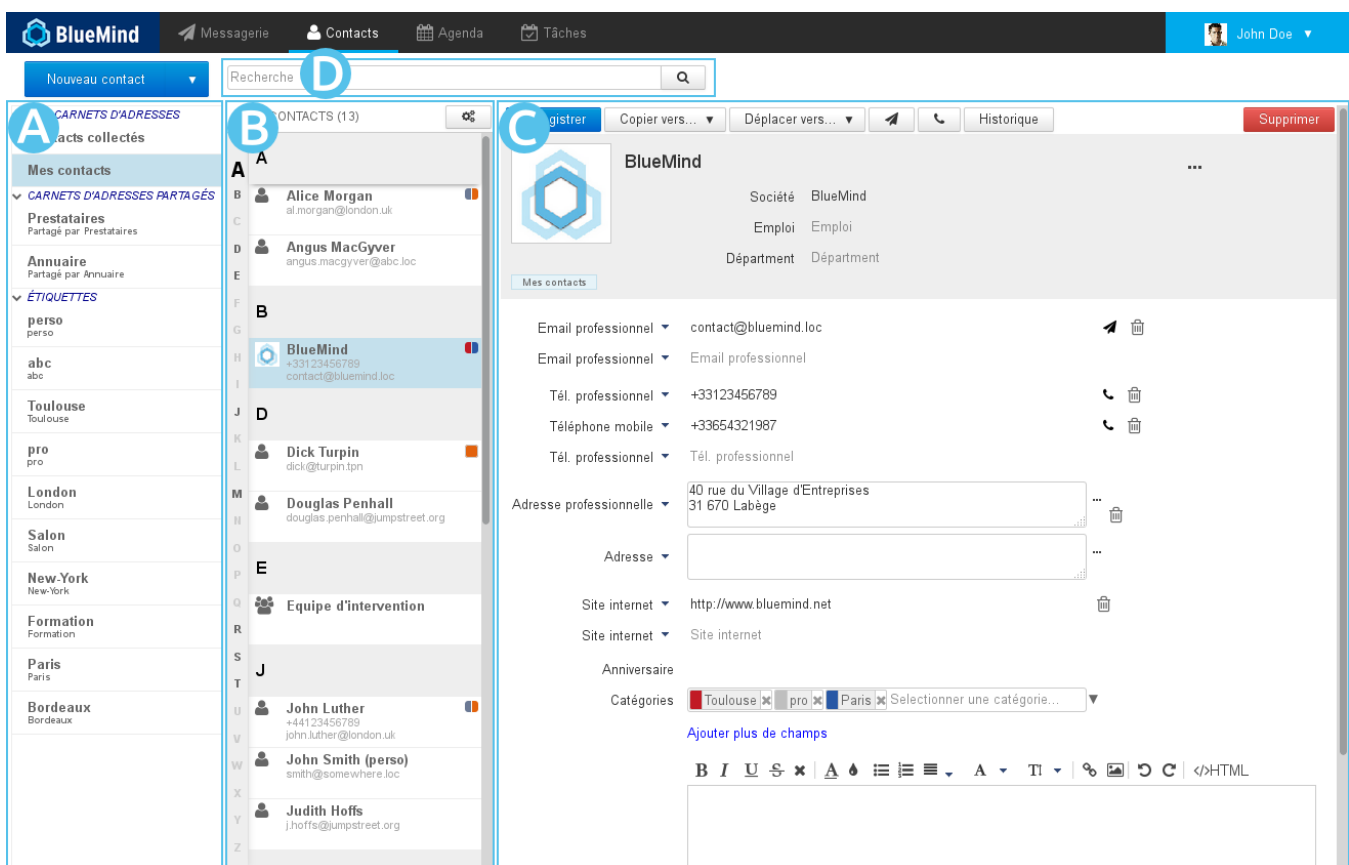 BlueMind
Messagerie
Contacts
Agenda
Tâches
John Doe
Nouveau contact
Recherche
D
A
CARNETS D'ADRESSES
collectés
Mes contacts
CARNETS D'ADRESSES PARTAGÉS
Prestataires
Partagé par Prestataires
Annuaire
Partagé par Annuaire
ÉTIQUETTES
perso
perso
abc
abc
Toulouse
Toulouse
pro
pro
London
London
Salon
Salon
New-York
New-York
Formation
Formation
Paris
Paris
Bordeaux
Bordeaux
B
CONTACTS (13)
A
B
C
D
E
F
G
H
I
J
K
L
M
N
O
P
Q
R
S
T
U
V
W
X
Y
Z
A
Alice Morgan
al.morgan@london.uk
Angus MacGyver
angus.macgyver@abc.loc
B
BlueMind
+33123456789
contact@bluemind.loc
D
Dick Turpin
dick@turpin.tpn
Douglas Penhall
douglas.penhall@jumpstreet.org
E
Equipe d'intervention
J
John Luther
+44123456789
john.luther@london.uk
John Smith (perso)
smith@somewhere.loc
Judith Hoffs
j.hoffs@jumpstreet.org
C
Copier vers...
Déplacer vers...
Historique
Supprimer
BlueMind
...
Société BlueMind
Emploi Emploi
Département Département
Mes contacts
Email professionnel contact@bluemind.loc
Email professionnel Email professionnel
Tél. professionnel +33123456789
Téléphone mobile +33654321987
Tél. professionnel Tél. professionnel
Adresse professionnelle 40 rue du Village d'Entreprises
31 670 Labège
...
Adresse
...
Site internet http://www.bluemind.net
Site internet Site internet
Anniversaire
Catégories Toulouse pro Paris Selectionner une catégorie...
Ajouter plus de champs
B I U S A A TI </>HTML